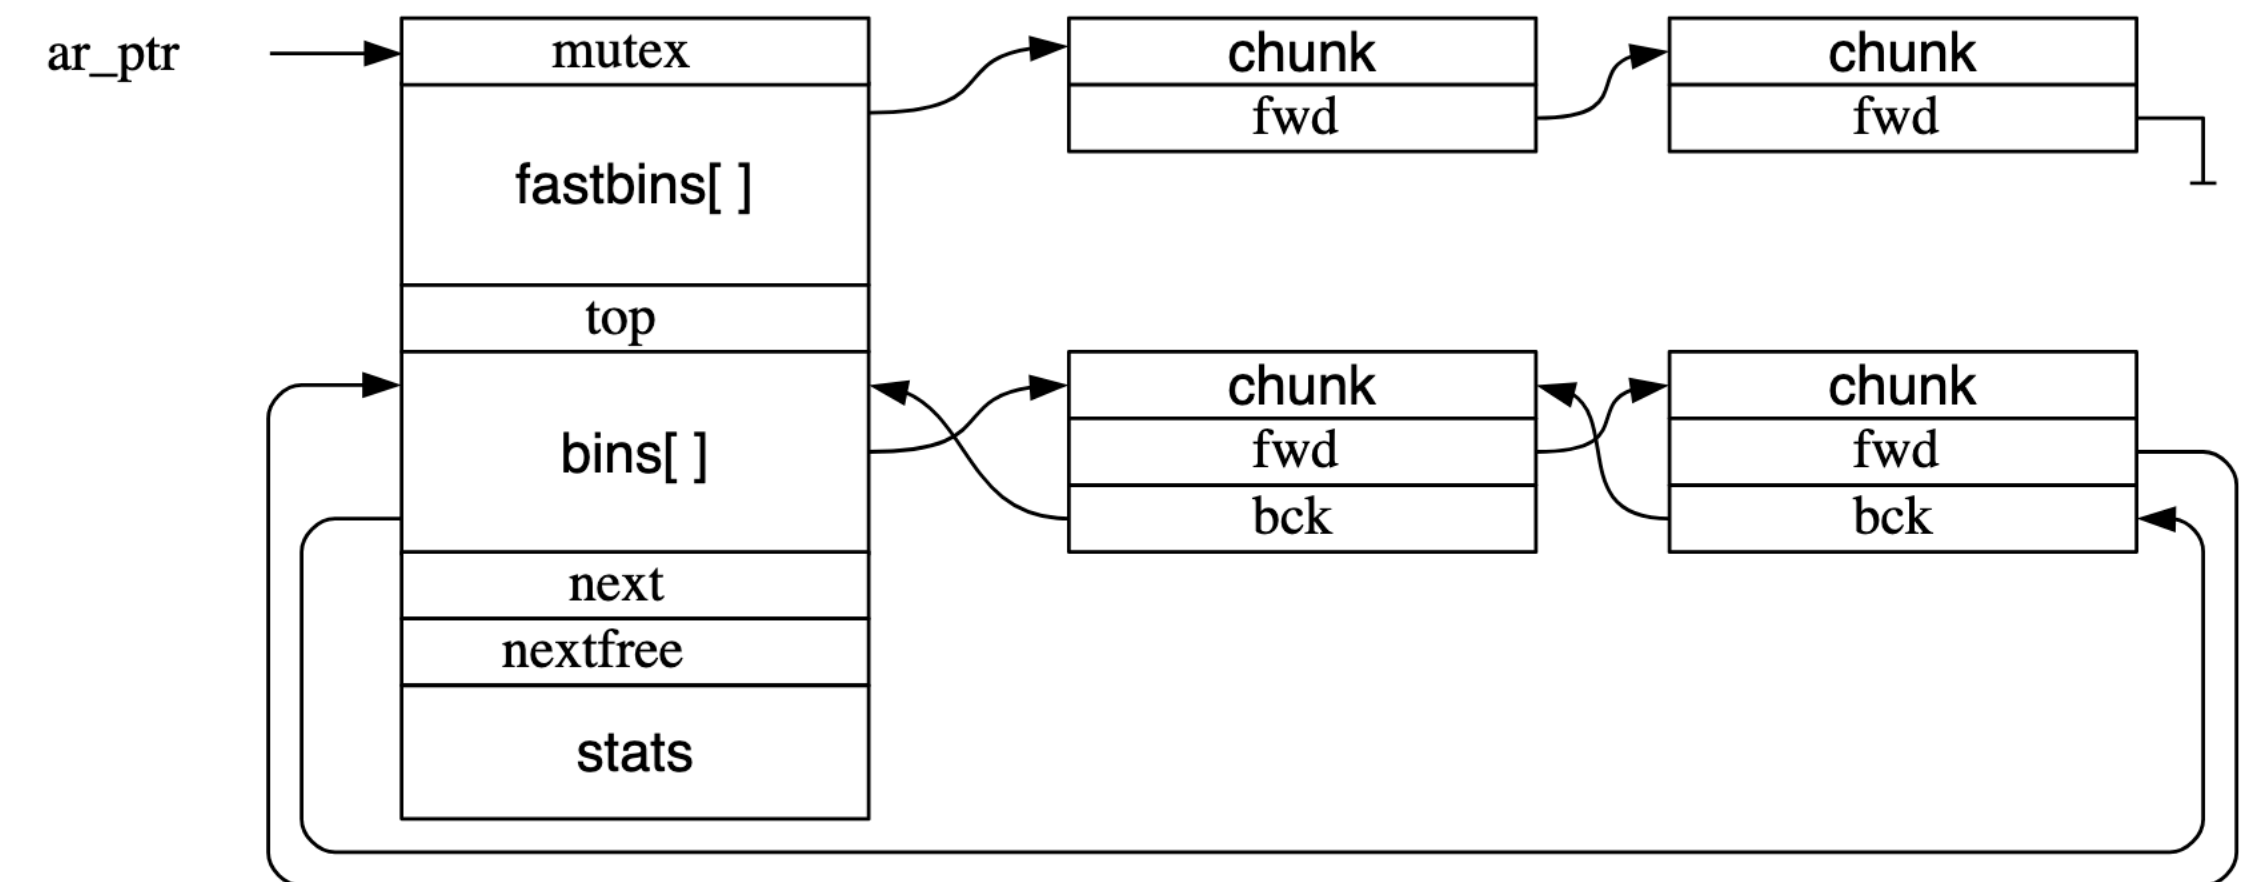 ar_ptr
mutex
fastbins[ ]
top
bins[ ]
next
nextfree
stats
chunk
fwd
chunk
fwd
chunk
fwd
bck
chunk
fwd
bck